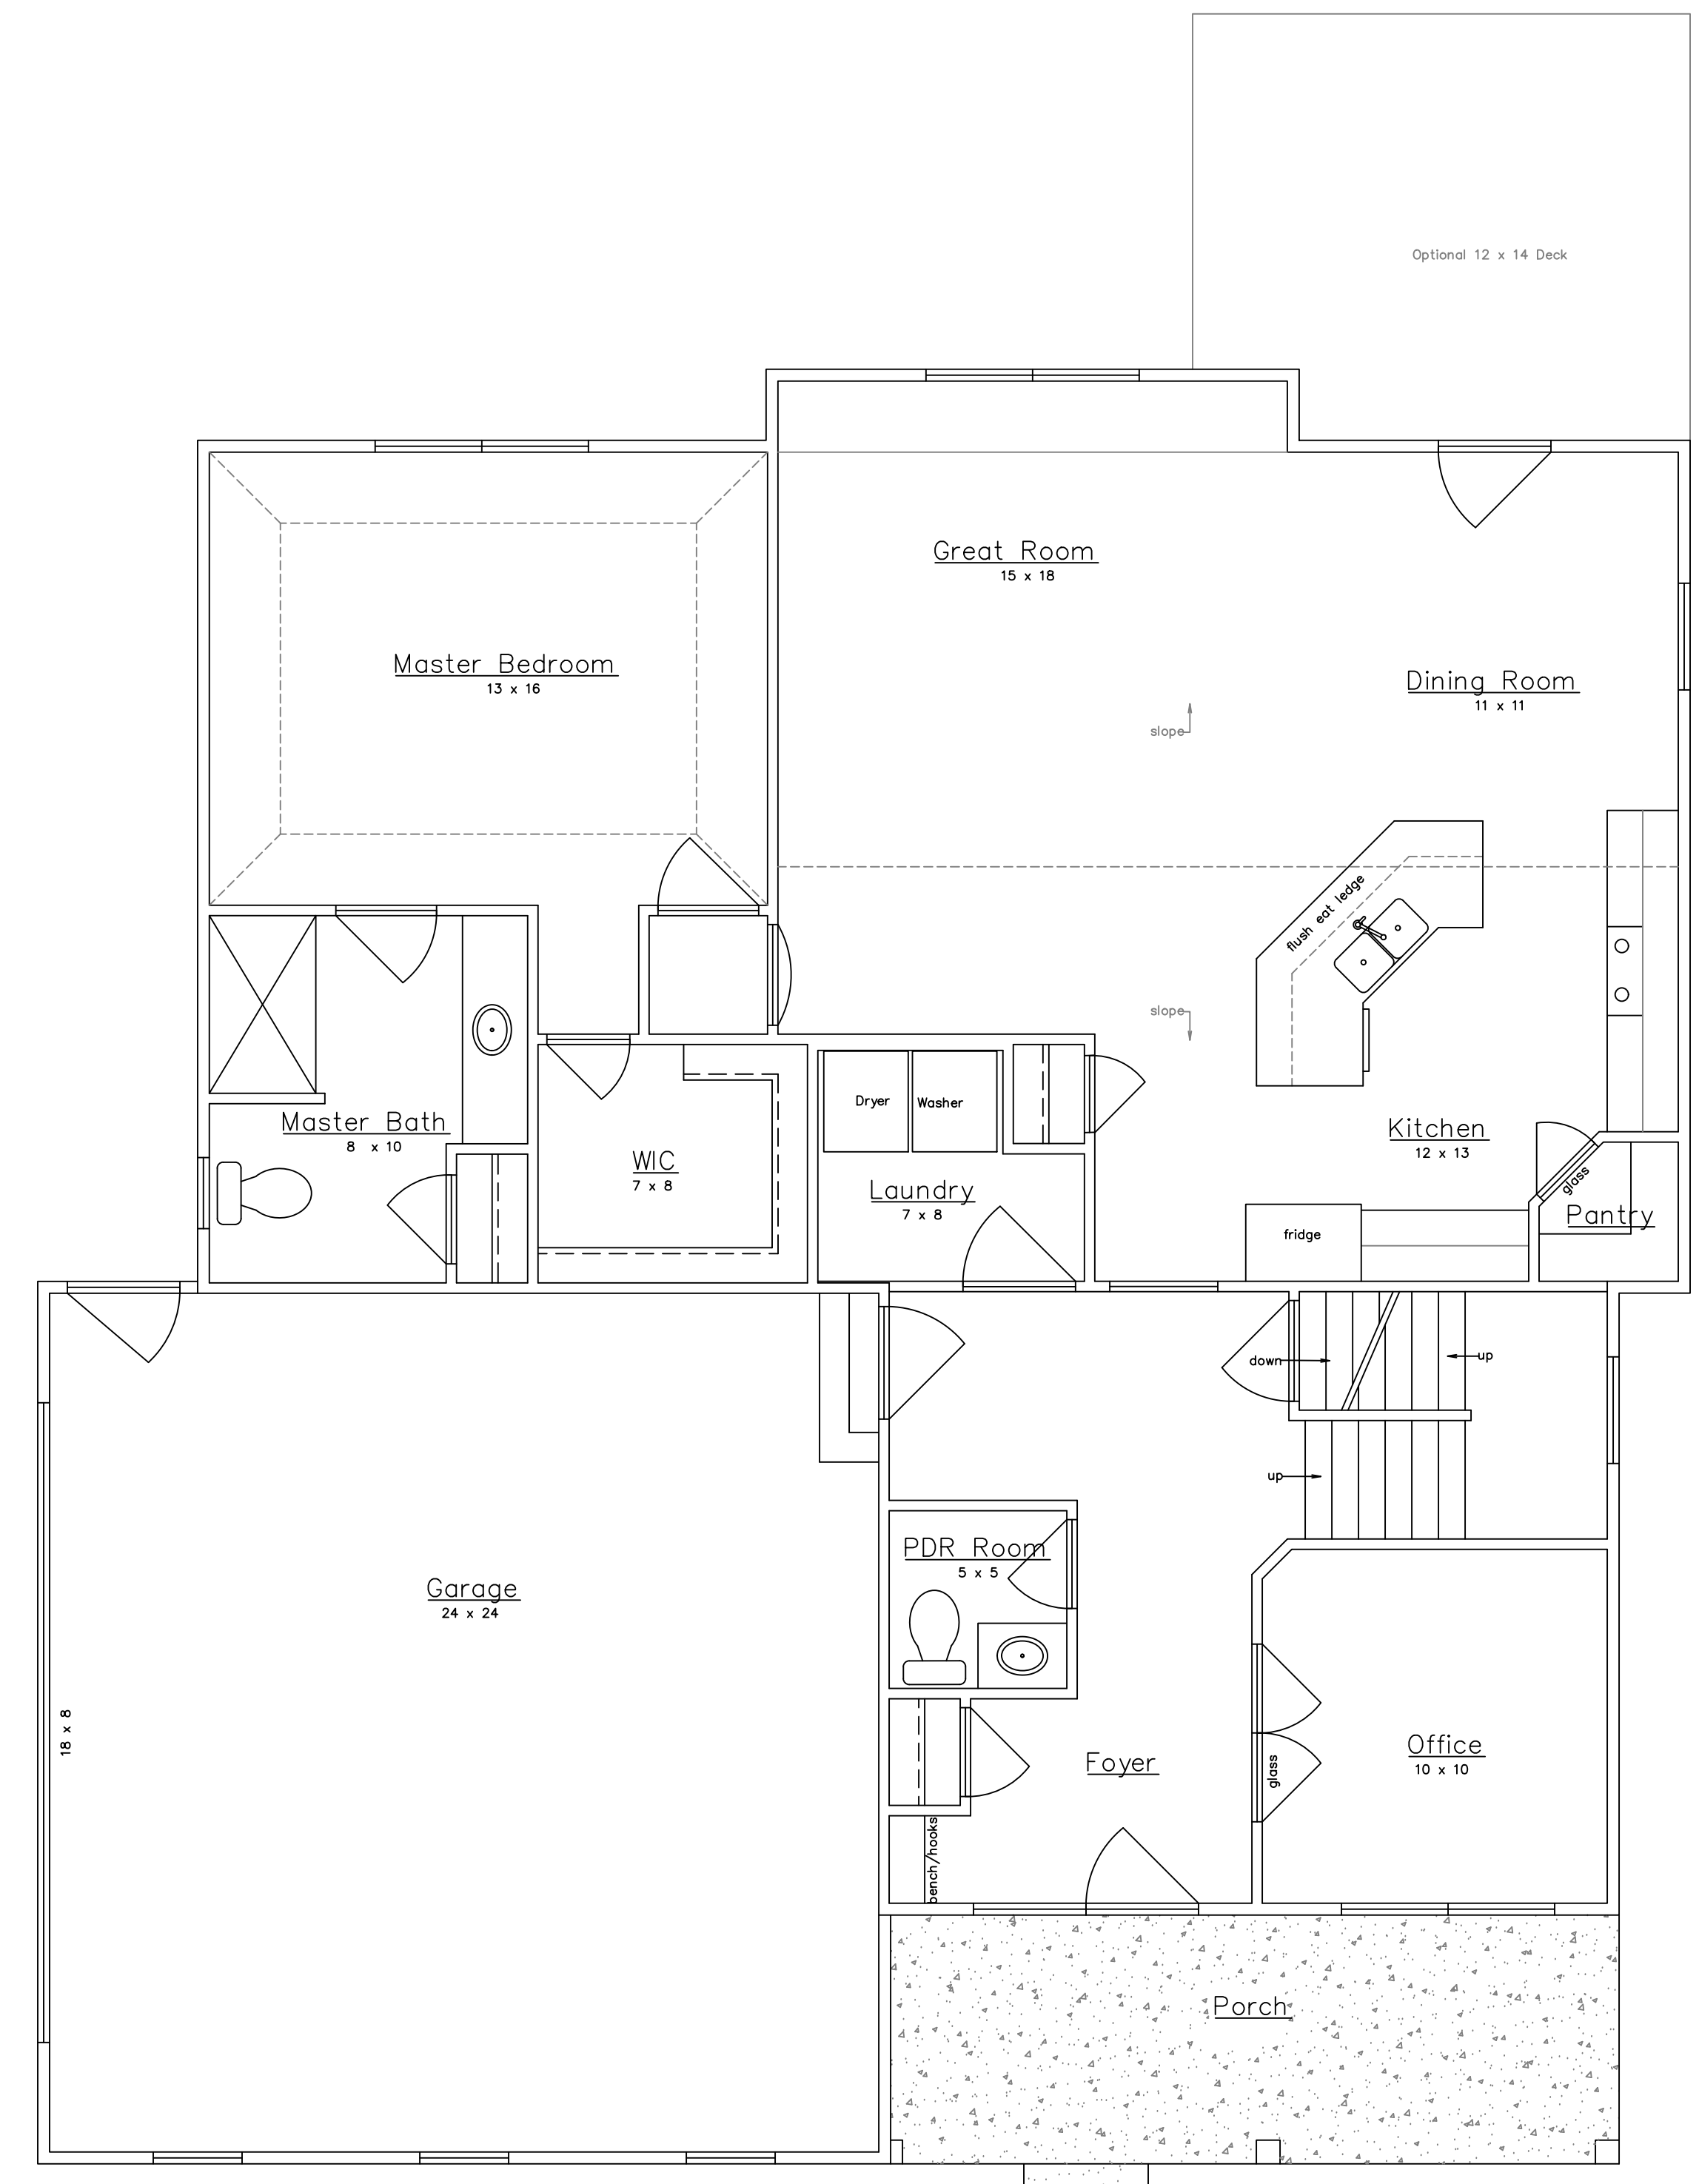 Optional 12 x 14 Deck
Great Room
15 x 18
Master Bedroom
13 x 16
Dining Room
11 x 11
slope
flush eat ledge
slope
Dryer
Washer
Master Bath
8 x 10
Kitchen
12 x 13
WIC
7 x 8
Laundry
7 x 8
glass
Pantry
fridge
down
up
up
PDR Room
5 x 5
Garage
24 x 24
18 x 8
Foyer
Office
10 x 10
glass
bench/hooks
Porch